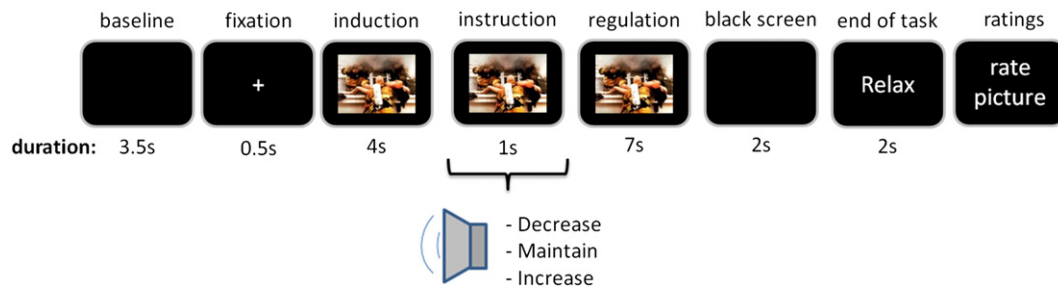 baseline fixation induction instruction regulation black screen end of task ratings
+
Relax
rate
picture
duration: 3.5s 0.5s 4s 1s 7s 2s 2s
- Decrease
- Maintain
- Increase